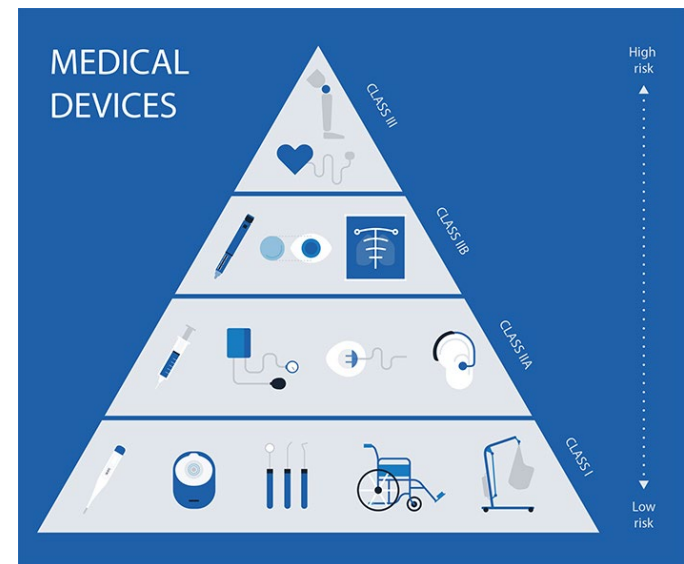 MEDICAL
DEVICES
High
risk
CLASS III
CLASS IIB
CLASS IIA
CLASS I
Low
risk